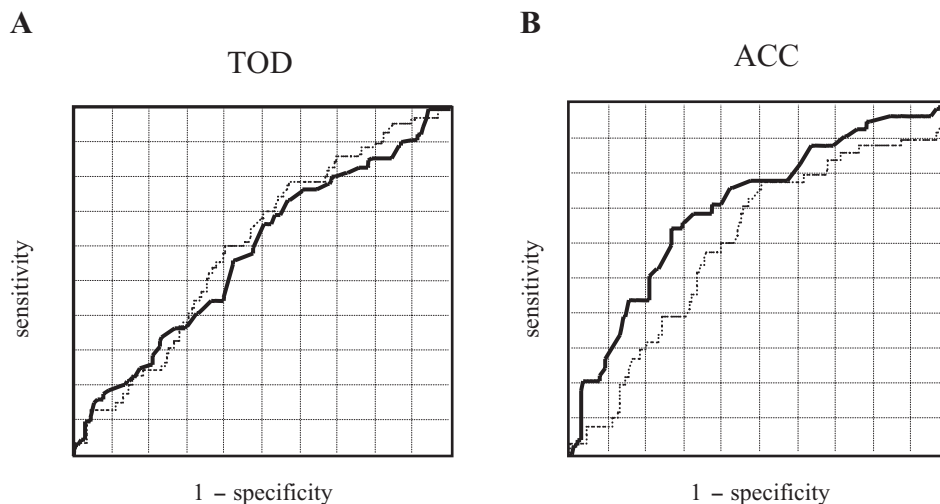 A
TOD
sensitivity
1 – specificity
B
ACC
sensitivity
1 – specificity